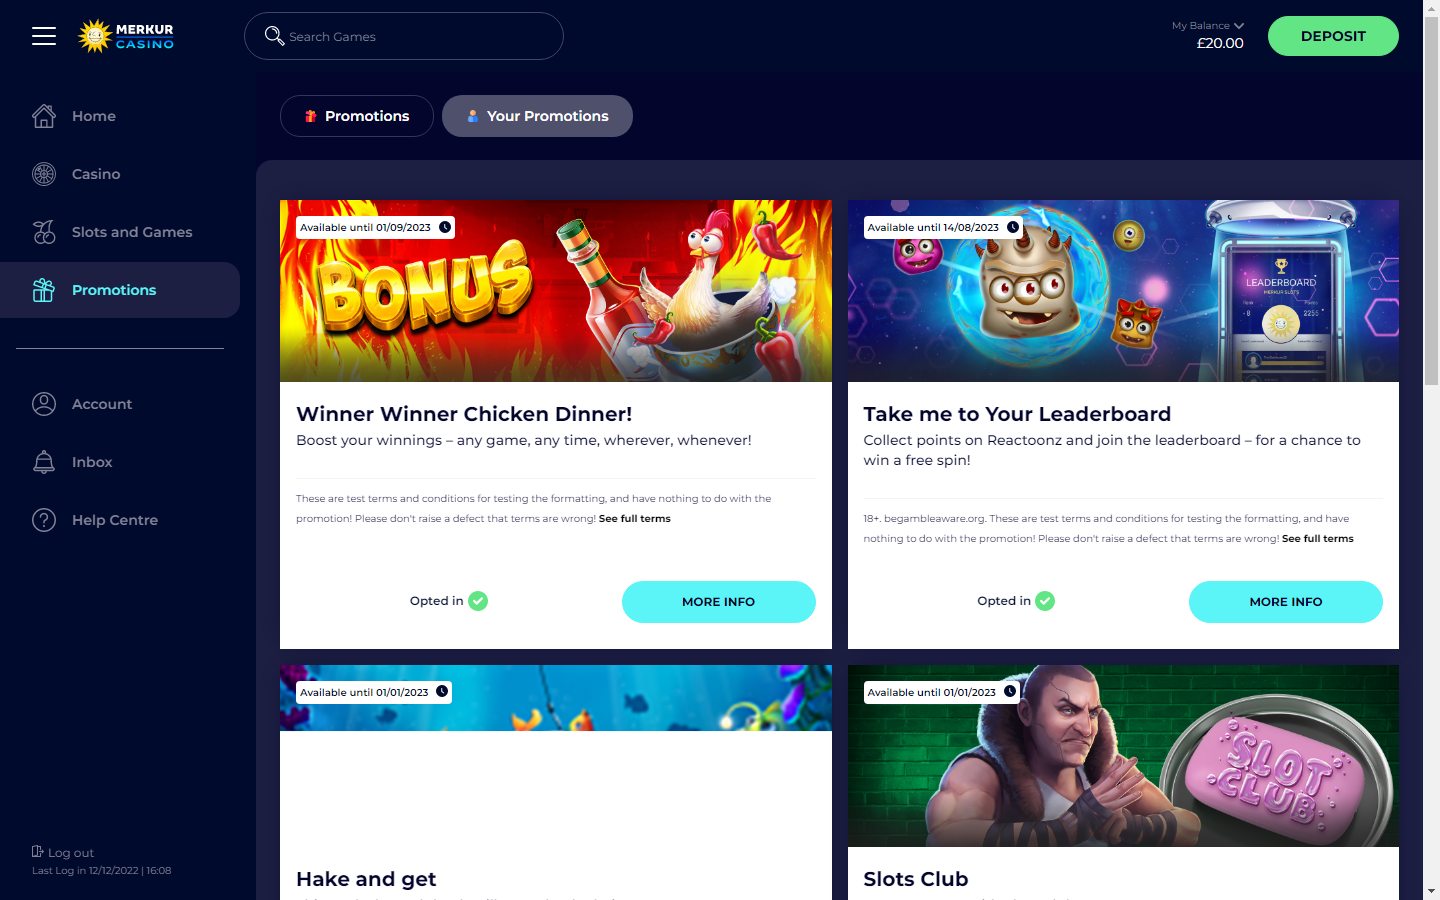 MERKUR
CASINO
Search Games
My Balance
£20.00
DEPOSIT
Home
Casino
Slots and Games
Promotions
Account
Inbox
Help Centre
Log out
Last Log in 12/12/2022 | 16:08
Promotions
Your Promotions
Available until 01/09/2023
BONUS
Winner Winner Chicken Dinner!
Boost your winnings – any game, any time, wherever, whenever!
These are test terms and conditions for testing the formatting, and have nothing to do with the
promotion! Please don't raise a defect that terms are wrong! See full terms
Opted in
MORE INFO
Available until 14/08/2023
LEADERBOARD
MERKUR SLOTS
Rank
Points
8
2255
Take me to Your Leaderboard
Collect points on Reactoonz and join the leaderboard – for a chance to
win a free spin!
18+. begambleaware.org. These are test terms and conditions for testing the formatting, and have
nothing to do with the promotion! Please don't raise a defect that terms are wrong! See full terms
Opted in
MORE INFO
Available until 01/01/2023
Hake and get
Available until 01/01/2023
SLOT
CLUB
Slots Club